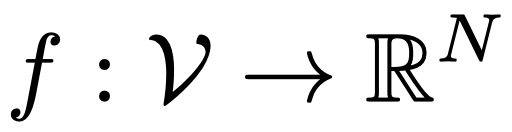 f : 𝒱 → ℝ^N